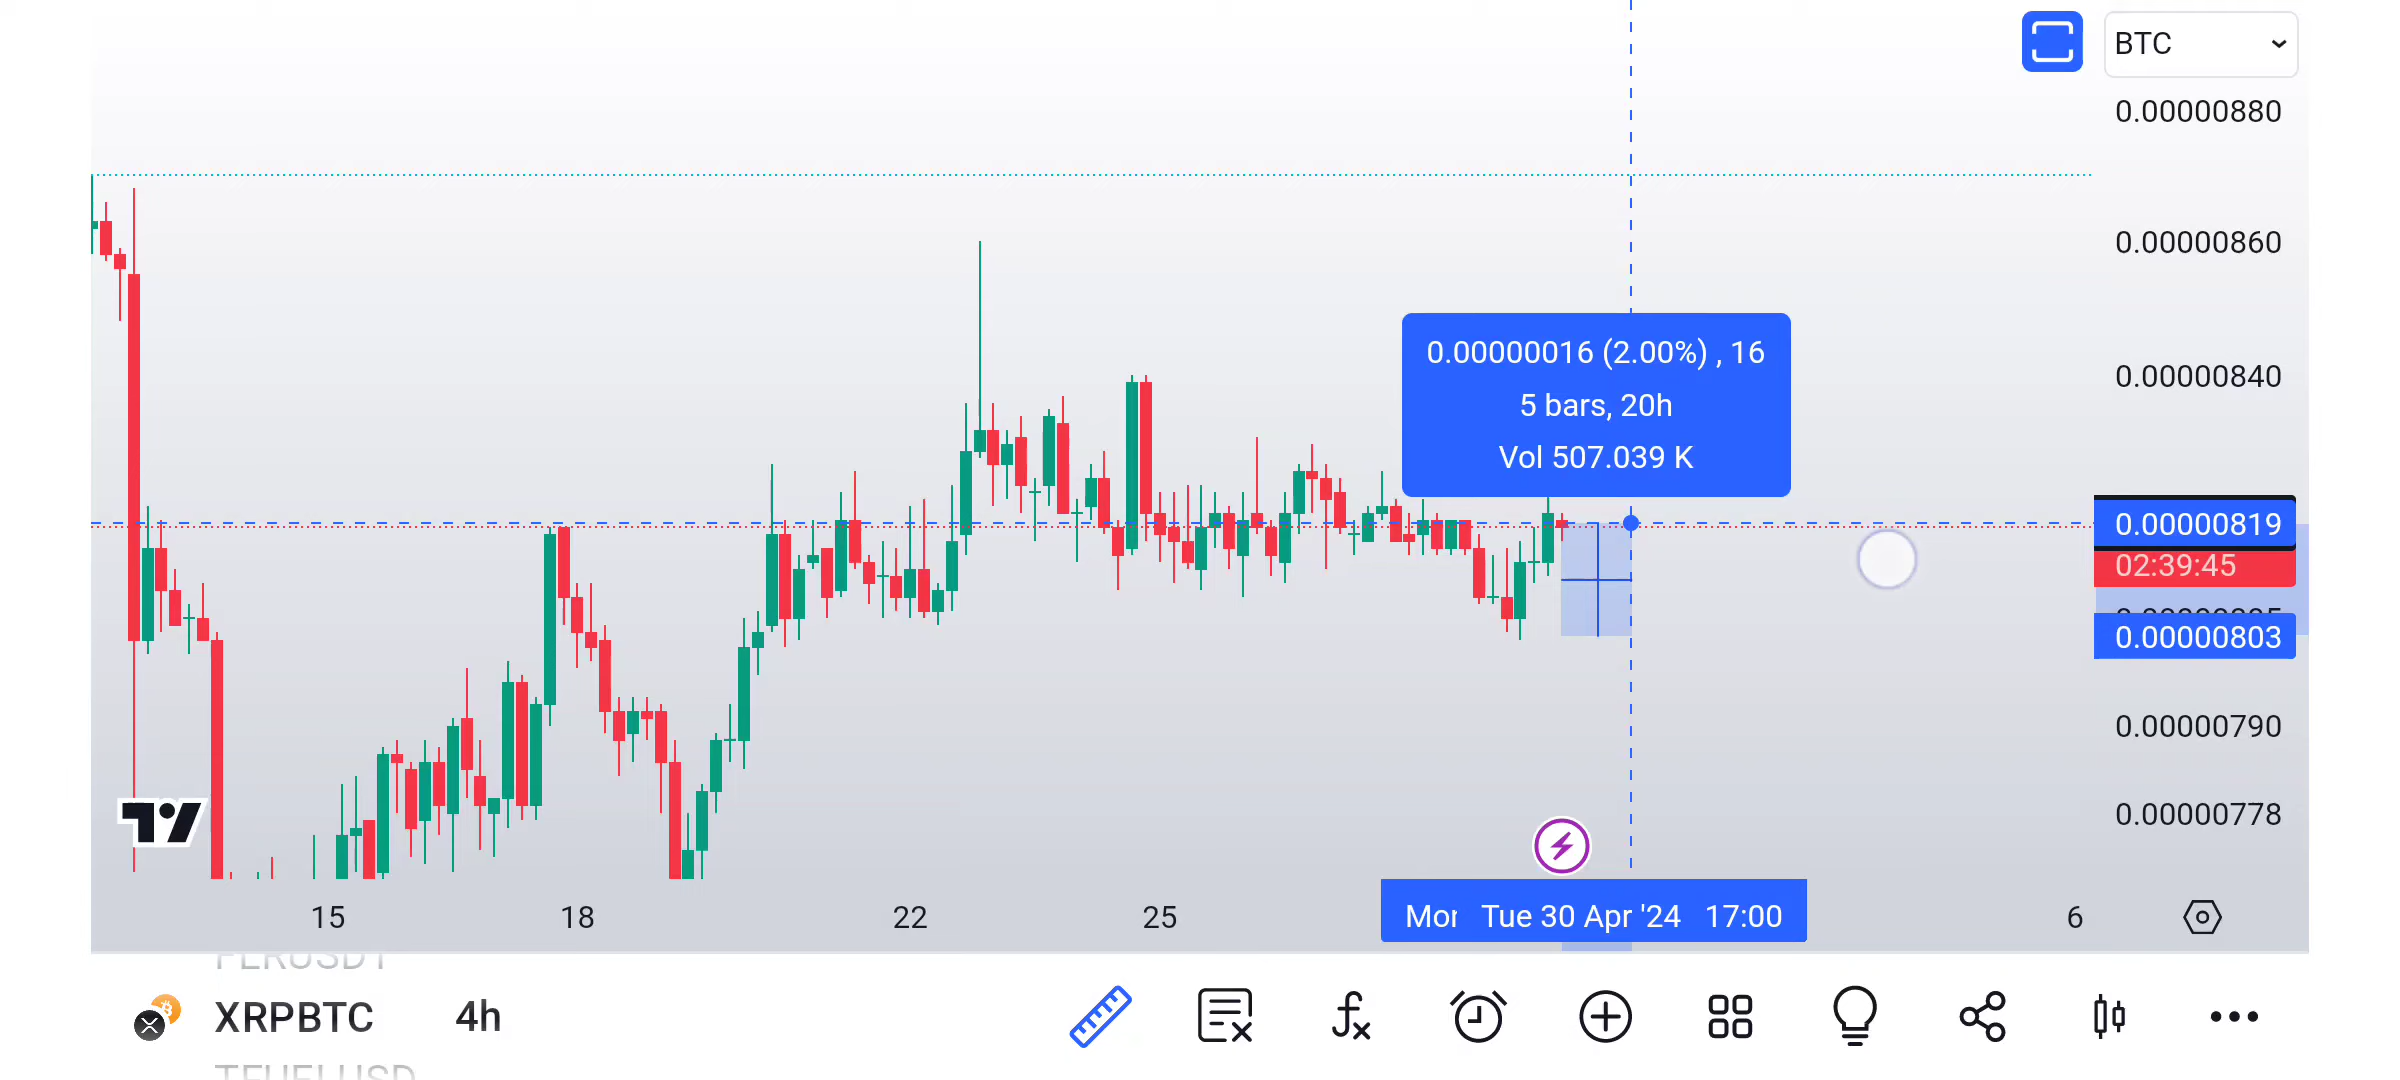 BTC
0.00000880
0.00000860
0.00000840
0.00000016 (2.00%) , 16
5 bars, 20h
Vol 507.039 K
0.00000819
02:39:45
0.00000803
0.00000790
0.00000778
15 18 22 25 Mor Tue 30 Apr '24 17:00 6
XRPBTC 4h